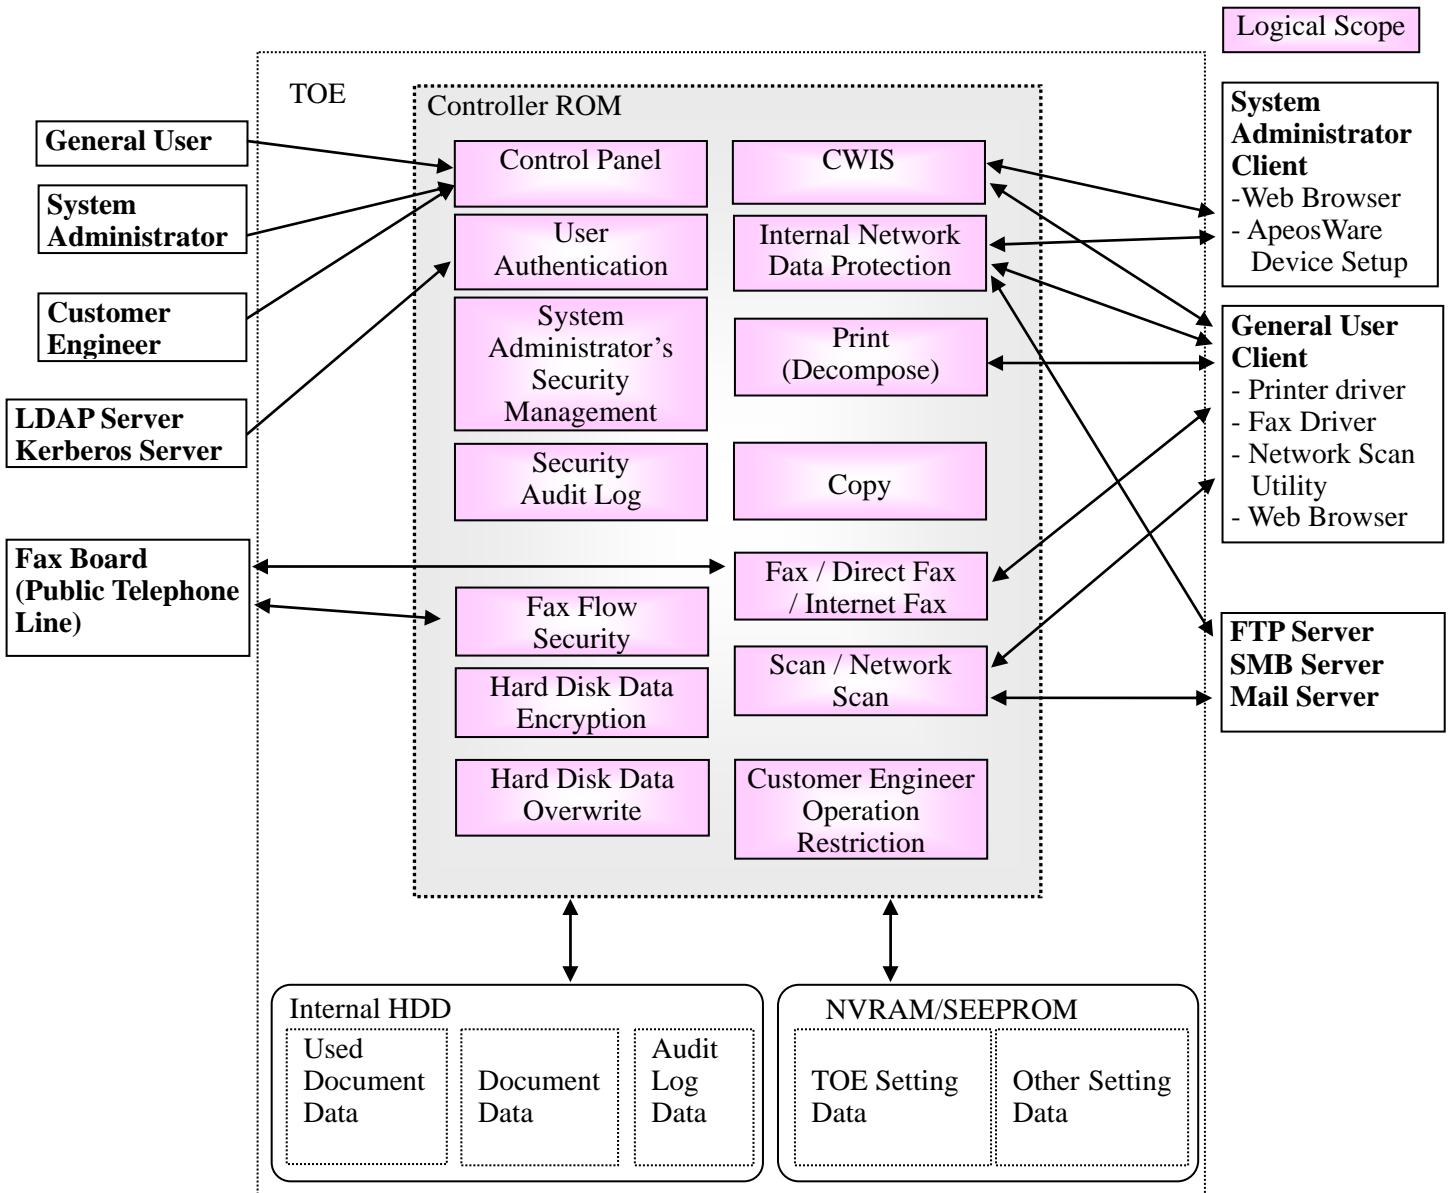 Logical Scope
TOE
Controller ROM
General User
System
Administrator
Customer
Engineer
LDAP Server
Kerberos Server
Fax Board
(Public Telephone
Line)
Control Panel
User
Authentication
System
Administrator’s
Security
Management
Security
Audit Log
Fax Flow
Security
Hard Disk Data
Encryption
Hard Disk Data
Overwrite
CWIS
Internal Network
Data Protection
Print
(Decompose)
Copy
Fax / Direct Fax
/ Internet Fax
Scan / Network
Scan
Customer Engineer
Operation
Restriction
System
Administrator
Client
-Web Browser
- ApeosWare
Device Setup
General User
Client
- Printer driver
- Fax Driver
- Network Scan
Utility
- Web Browser
FTP Server
SMB Server
Mail Server
Internal HDD
Used
Document
Data
Document
Data
Audit
Log
Data
NVRAM/SEEPROM
TOE Setting
Data
Other Setting
Data